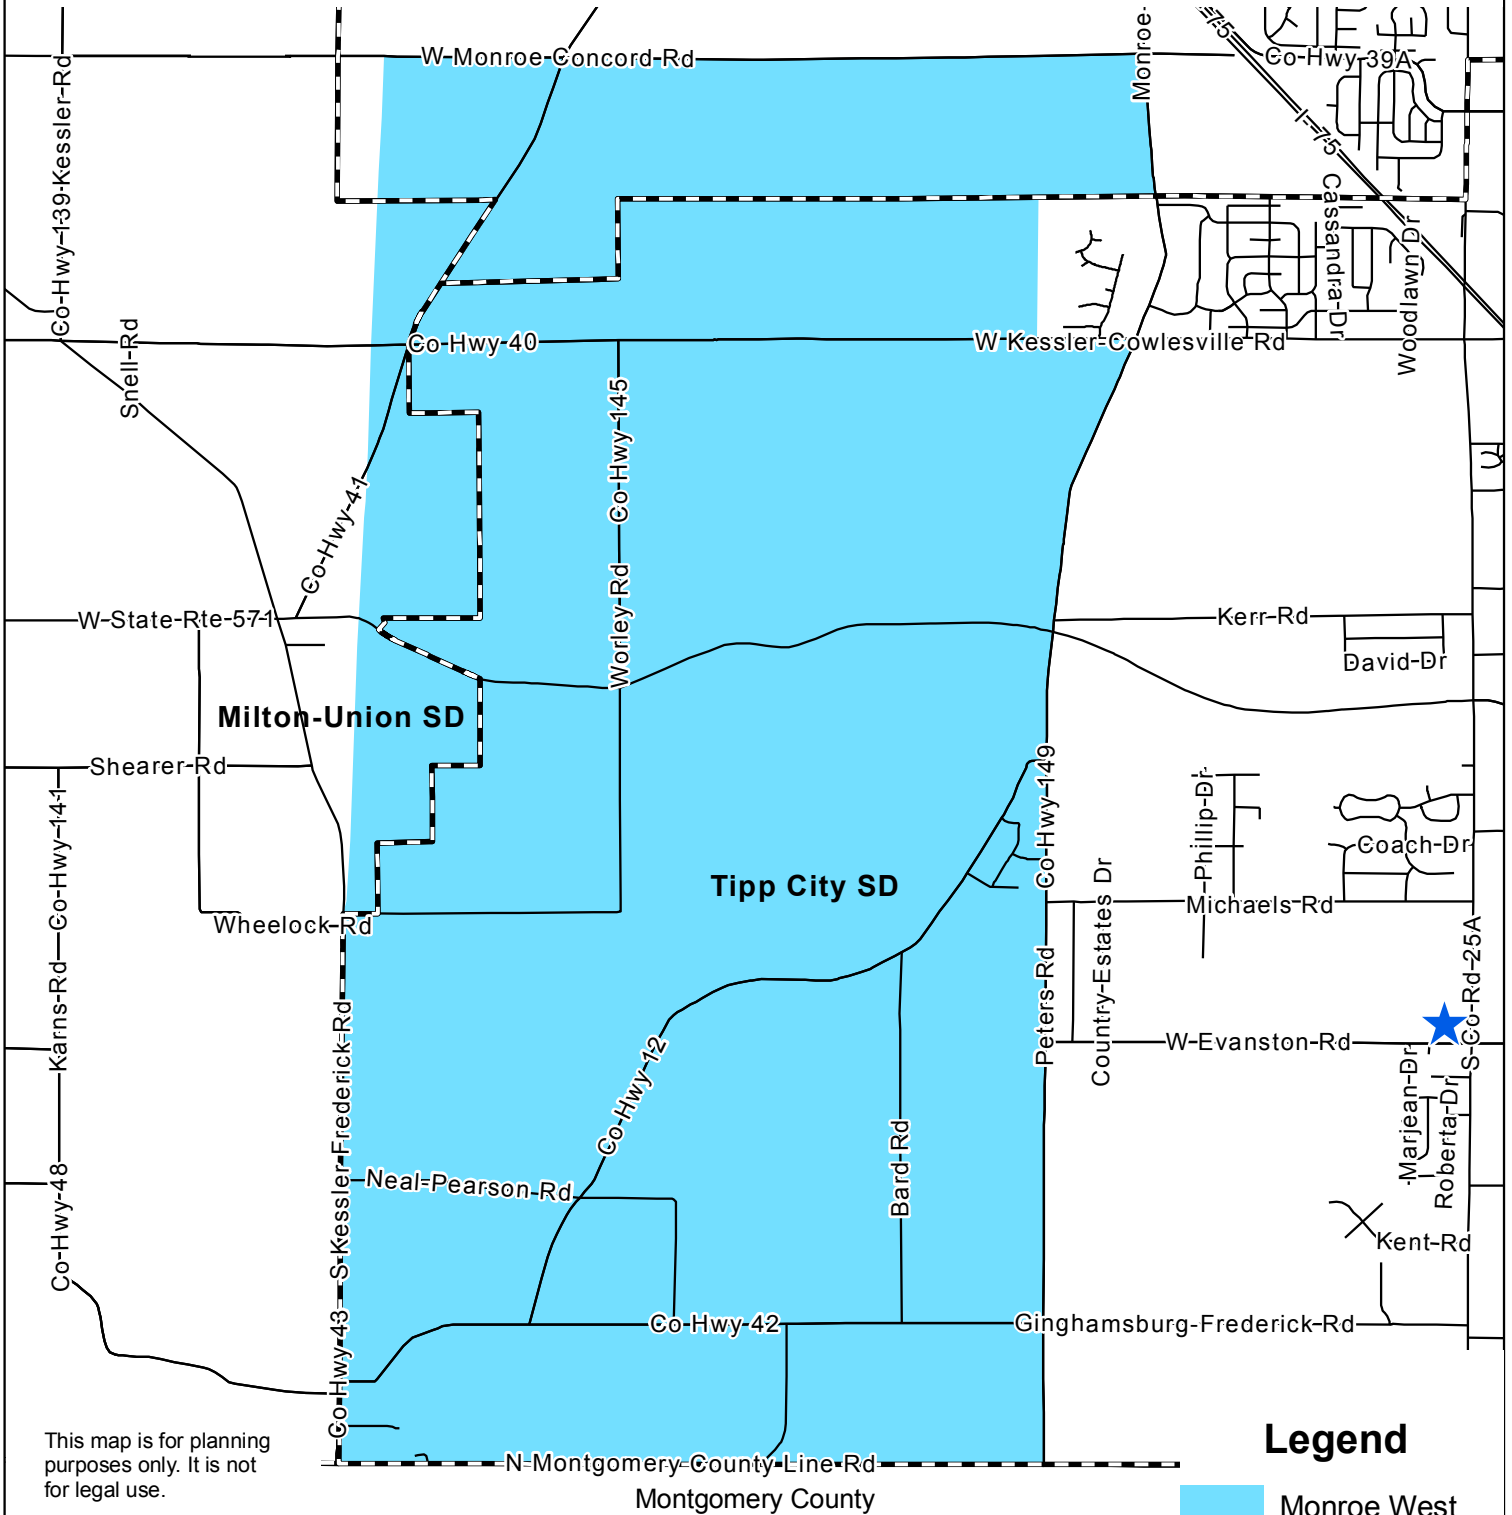 W Monroe Concord Rd
Monroe-
-75
Co Hwy 39A
I-75
Co-Hwy-139-Kessler-Rd
Cassandra-Dr
Woodlawn Dr
Snell-Rd
Co Hwy 40
W Kessler-Cowlesville Rd
Co Hwy 145
Co-Hwy-41
Worley Rd
W-State-Rte-571
Kerr-Rd
David-Dr
Milton-Union SD
Shearer-Rd
Co-Hwy-141
Co-Hwy-149
Phillip-Dr
Coach-Dr
Tipp City SD
Michaels Rd
Country-Estates Dr
Wheelock-Rd
Karns-Rd
Peters-Rd
S-Co-Rd-25A
W-Evanston-Rd
S-Kessler-Frederick-Rd
Co-Hwy-12
Marjean-Dr
Roberta-Dr
Bard Rd
Neal-Pearson Rd
Co-Hwy-48
Kent-Rd
Co Hwy 43
Co Hwy 42
Ginghamsburg-Frederick-Rd
This map is for planning
purposes only. It is not
for legal use.
N Montgomery County Line Rd
Montgomery County
Legend
Monroe West